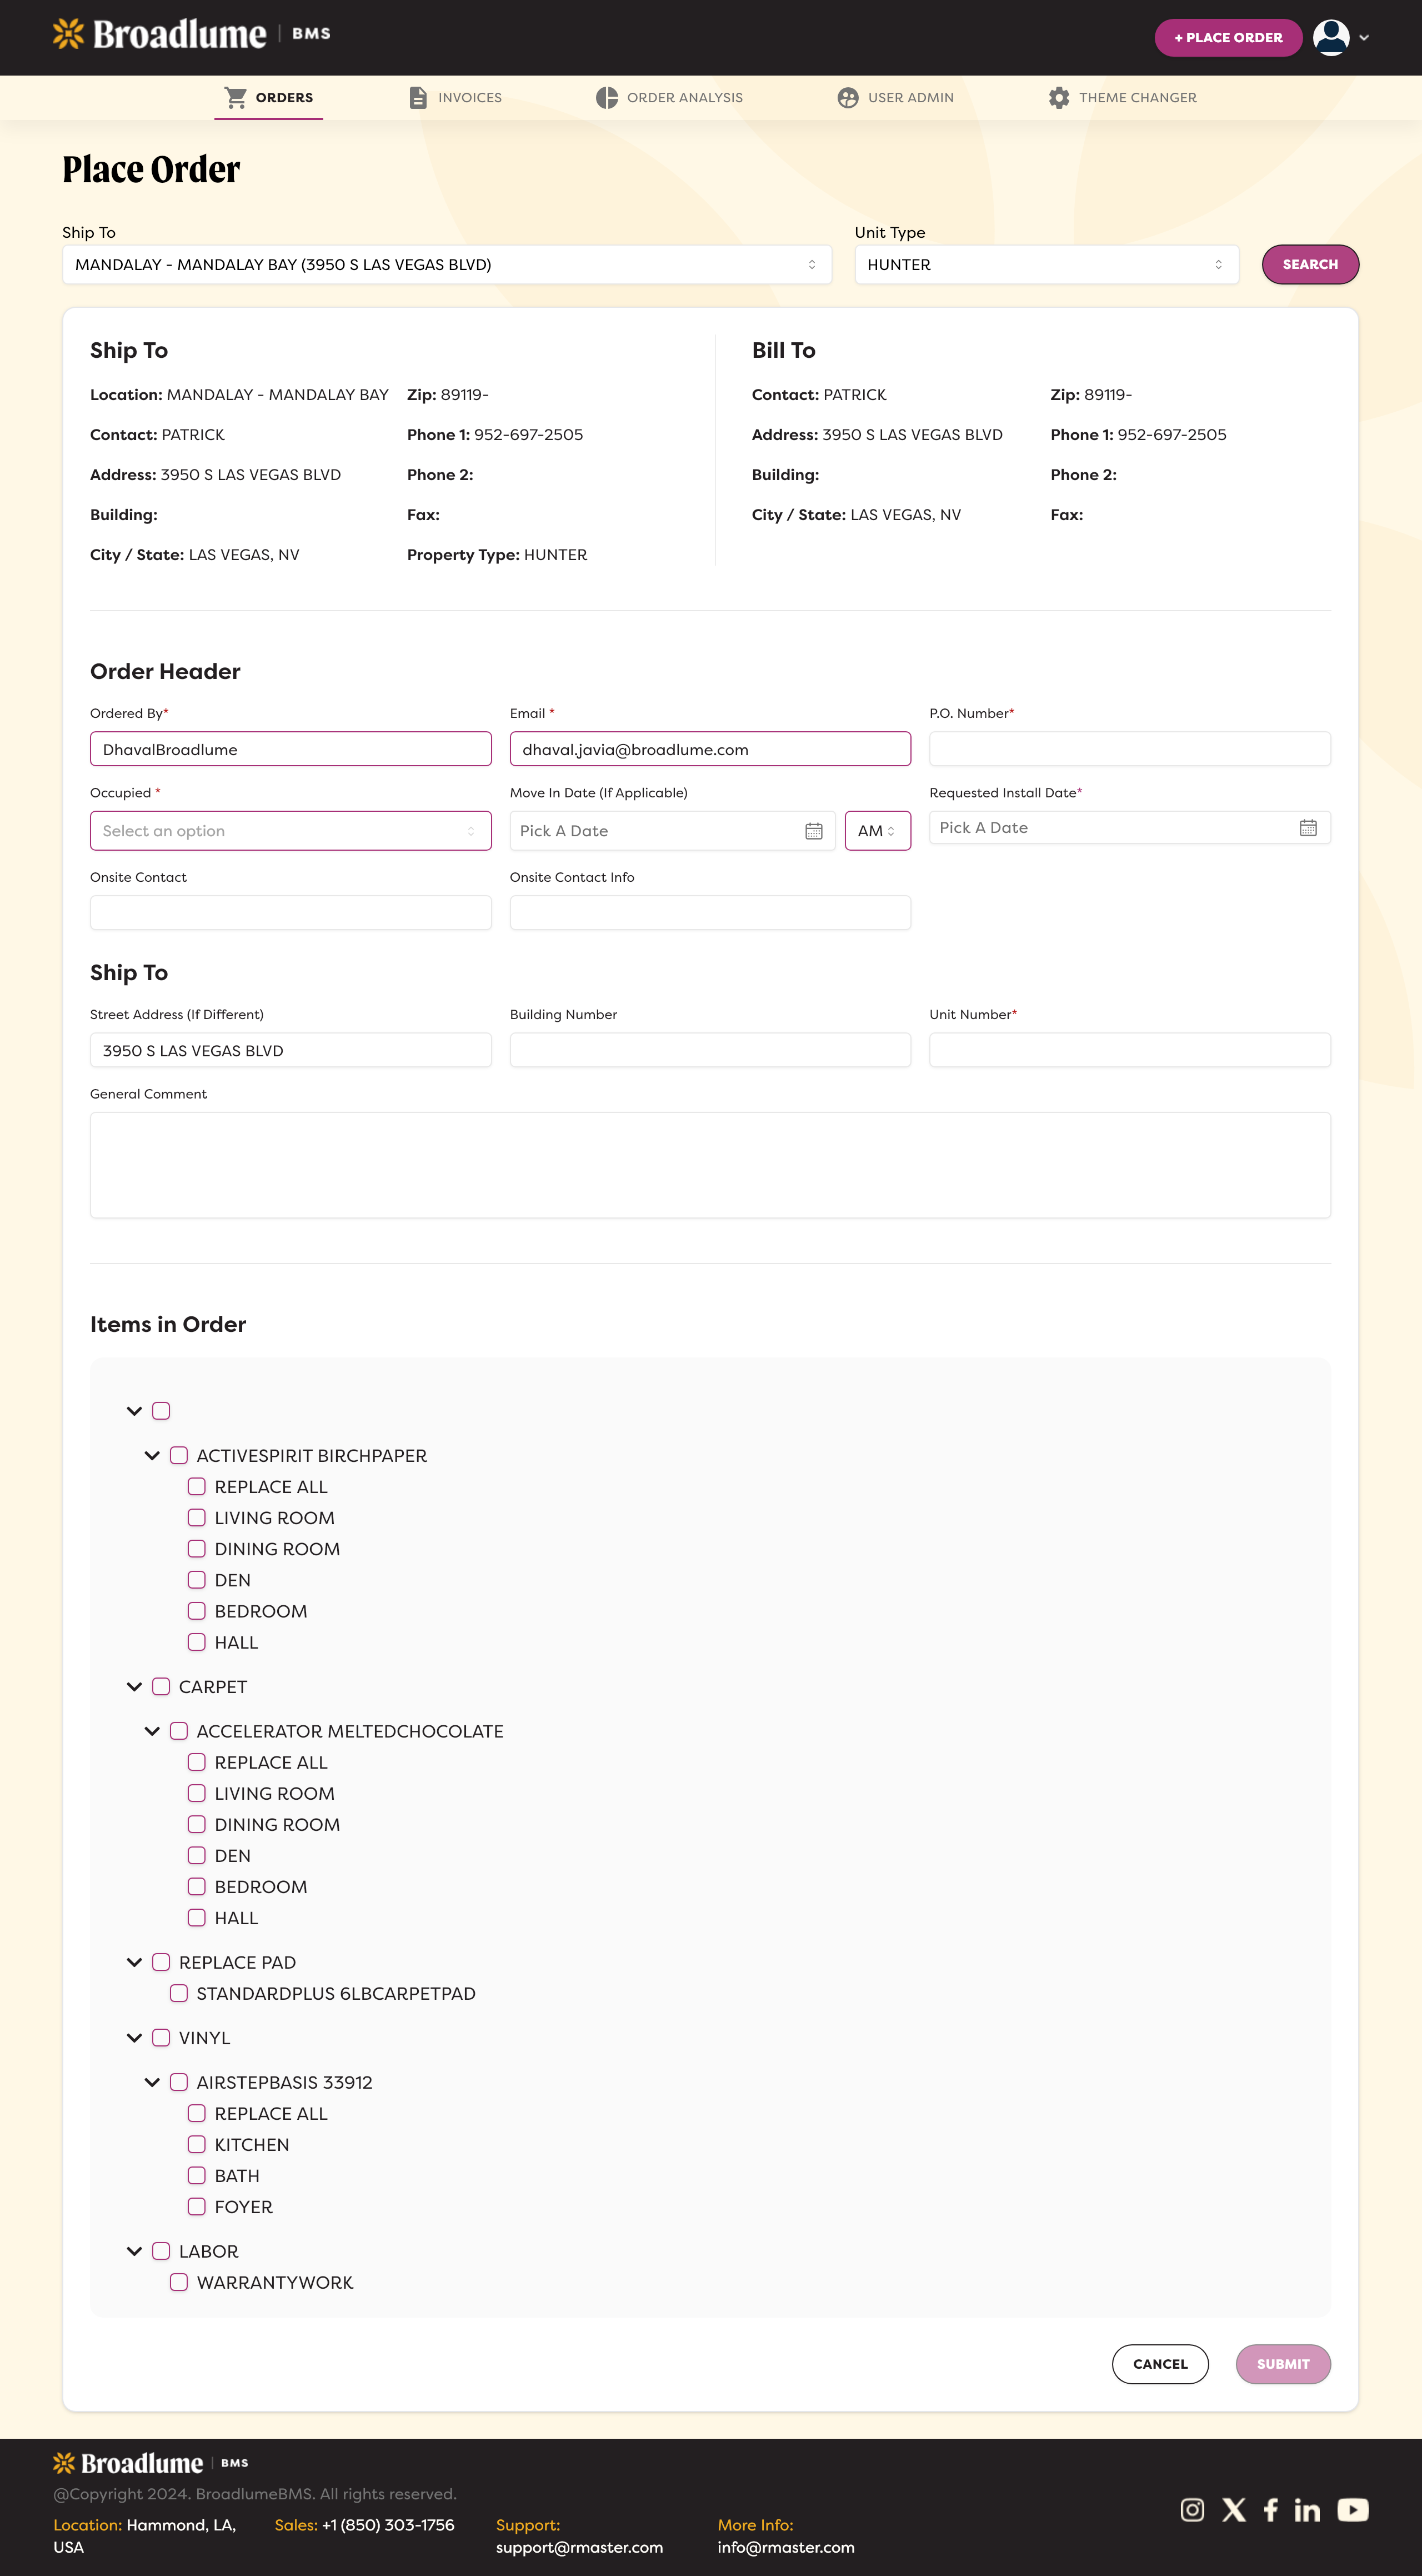 Broadlume | BMS
+ PLACE ORDER
ORDERS
INVOICES
ORDER ANALYSIS
USER ADMIN
THEME CHANGER
Place Order
Ship To
Unit Type
MANDALAY - MANDALAY BAY (3950 S LAS VEGAS BLVD)
HUNTER
SEARCH
Ship To
Location: MANDALAY - MANDALAY BAY
Zip: 89119-
Contact: PATRICK
Phone 1: 952-697-2505
Address: 3950 S LAS VEGAS BLVD
Phone 2:
Building:
Fax:
City / State: LAS VEGAS, NV
Property Type: HUNTER
Bill To
Contact: PATRICK
Zip: 89119-
Address: 3950 S LAS VEGAS BLVD
Phone 1: 952-697-2505
Building:
Phone 2:
City / State: LAS VEGAS, NV
Fax:
Order Header
Ordered By*
Email *
P.O. Number*
DhavalBroadlume
dhaval.javia@broadlume.com
Occupied *
Move In Date (If Applicable)
Requested Install Date*
Select an option
Pick A Date
AM
Pick A Date
Onsite Contact
Onsite Contact Info
Ship To
Street Address (If Different)
Building Number
Unit Number*
3950 S LAS VEGAS BLVD
General Comment
Items in Order
ACTIVESPIRIT BIRCHPAPER
REPLACE ALL
LIVING ROOM
DINING ROOM
DEN
BEDROOM
HALL
CARPET
ACCELERATOR MELTEDCHOCOLATE
REPLACE ALL
LIVING ROOM
DINING ROOM
DEN
BEDROOM
HALL
REPLACE PAD
STANDARDPLUS 6LBCARPETPAD
VINYL
AIRSTEPBASIS 33912
REPLACE ALL
KITCHEN
BATH
FOYER
LABOR
WARRANTYWORK
CANCEL
SUBMIT
Broadlume | BMS
@Copyright 2024. BroadlumeBMS. All rights reserved.
Location: Hammond, LA,
USA
Sales: +1 (850) 303-1756
Support:
support@rmaster.com
More Info:
info@rmaster.com